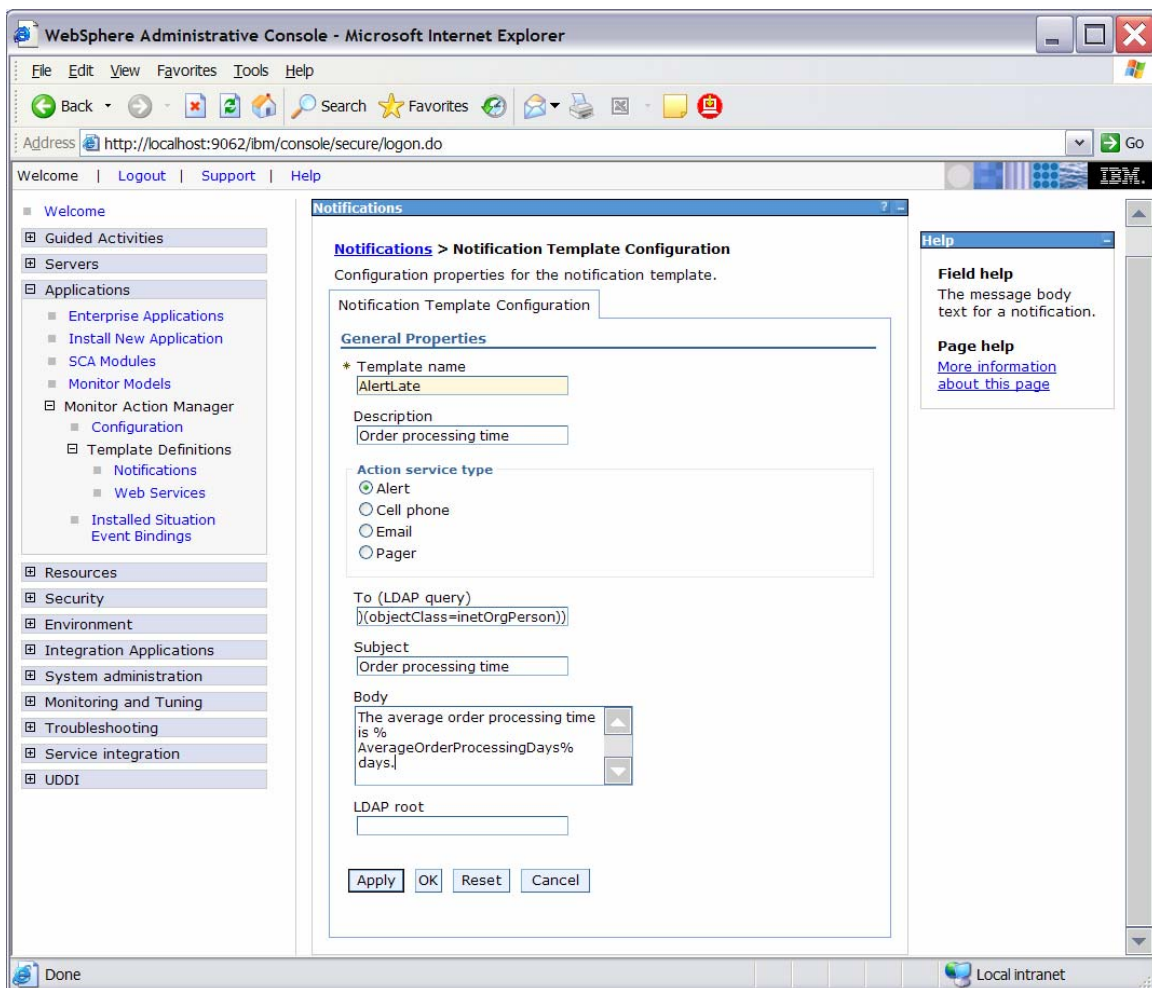 WebSphere Administrative Console - Microsoft Internet Explorer
File Edit View Favorites Tools Help
Back Search Favorites
Address http://localhost:9062/ibm/console/secure/logon.do Go
Welcome | Logout | Support | Help IBM.
Welcome
Guided Activities
Servers
Applications
Enterprise Applications
Install New Application
SCA Modules
Monitor Models
Monitor Action Manager
Configuration
Template Definitions
Notifications
Web Services
Installed Situation
Event Bindings
Resources
Security
Environment
Integration Applications
System administration
Monitoring and Tuning
Troubleshooting
Service integration
UDDI
Notifications ? –
Notifications > Notification Template Configuration
Configuration properties for the notification template.
Notification Template Configuration
General Properties
* Template name
AlertLate
Description
Order processing time
Action service type
Alert
Cell phone
Email
Pager
To (LDAP query)
)(objectClass=inetOrgPerson))
Subject
Order processing time
Body
The average order processing time
is %
AverageOrderProcessingDays%
days.
LDAP root
Apply OK Reset Cancel
Help –
Field help
The message body
text for a notification.
Page help
More information
about this page
Done Local intranet